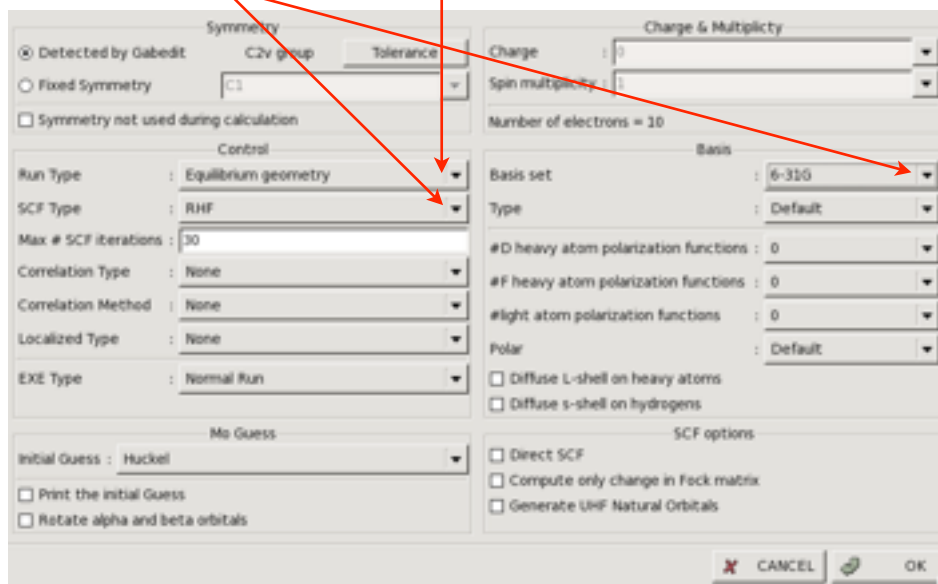 Symmetry
Detected by Gabedit C2v group Tolerance
Fixed Symmetry C1
Symmetry not used during calculation
Control
Run Type : Equilibrium geometry
SCF Type : RHF
Max # SCF iterations : 30
Correlation Type : None
Correlation Method : None
Localized Type : None
EXE Type : Normal Run
Mo Guess
Initial Guess : Huckel
Print the initial Guess
Rotate alpha and beta orbitals
Charge & Multiplicty
Charge : 0
Spin multiplicity : 1
Number of electrons = 10
Basis
Basis set : 6-31G
Type : Default
#D heavy atom polarization functions : 0
#F heavy atom polarization functions : 0
#light atom polarization functions : 0
Polar : Default
Diffuse L-shell on heavy atoms
Diffuse s-shell on hydrogens
SCF options
Direct SCF
Compute only change in Fock matrix
Generate UHF Natural Orbitals
CANCEL OK